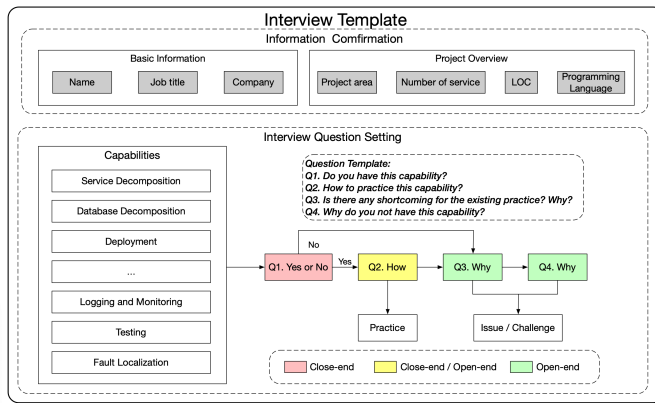 Interview Template
Information Comfirmation
Basic Information
Name
Job title
Company
Project Overview
Project area
Number of service
LOC
Programming
Language
Interview Question Setting
Capabilities
Service Decomposition
Database Decomposition
Deployment
...
Logging and Monitoring
Testing
Fault Localization
Question Template:
Q1. Do you have this capability?
Q2. How to practice this capability?
Q3. Is there any shortcoming for the existing practice? Why?
Q4. Why do you not have this capability?
No
Q1. Yes or No
Yes
Q2. How
Q3. Why
Q4. Why
Practice
Issue / Challenge
Close-end
Close-end / Open-end
Open-end